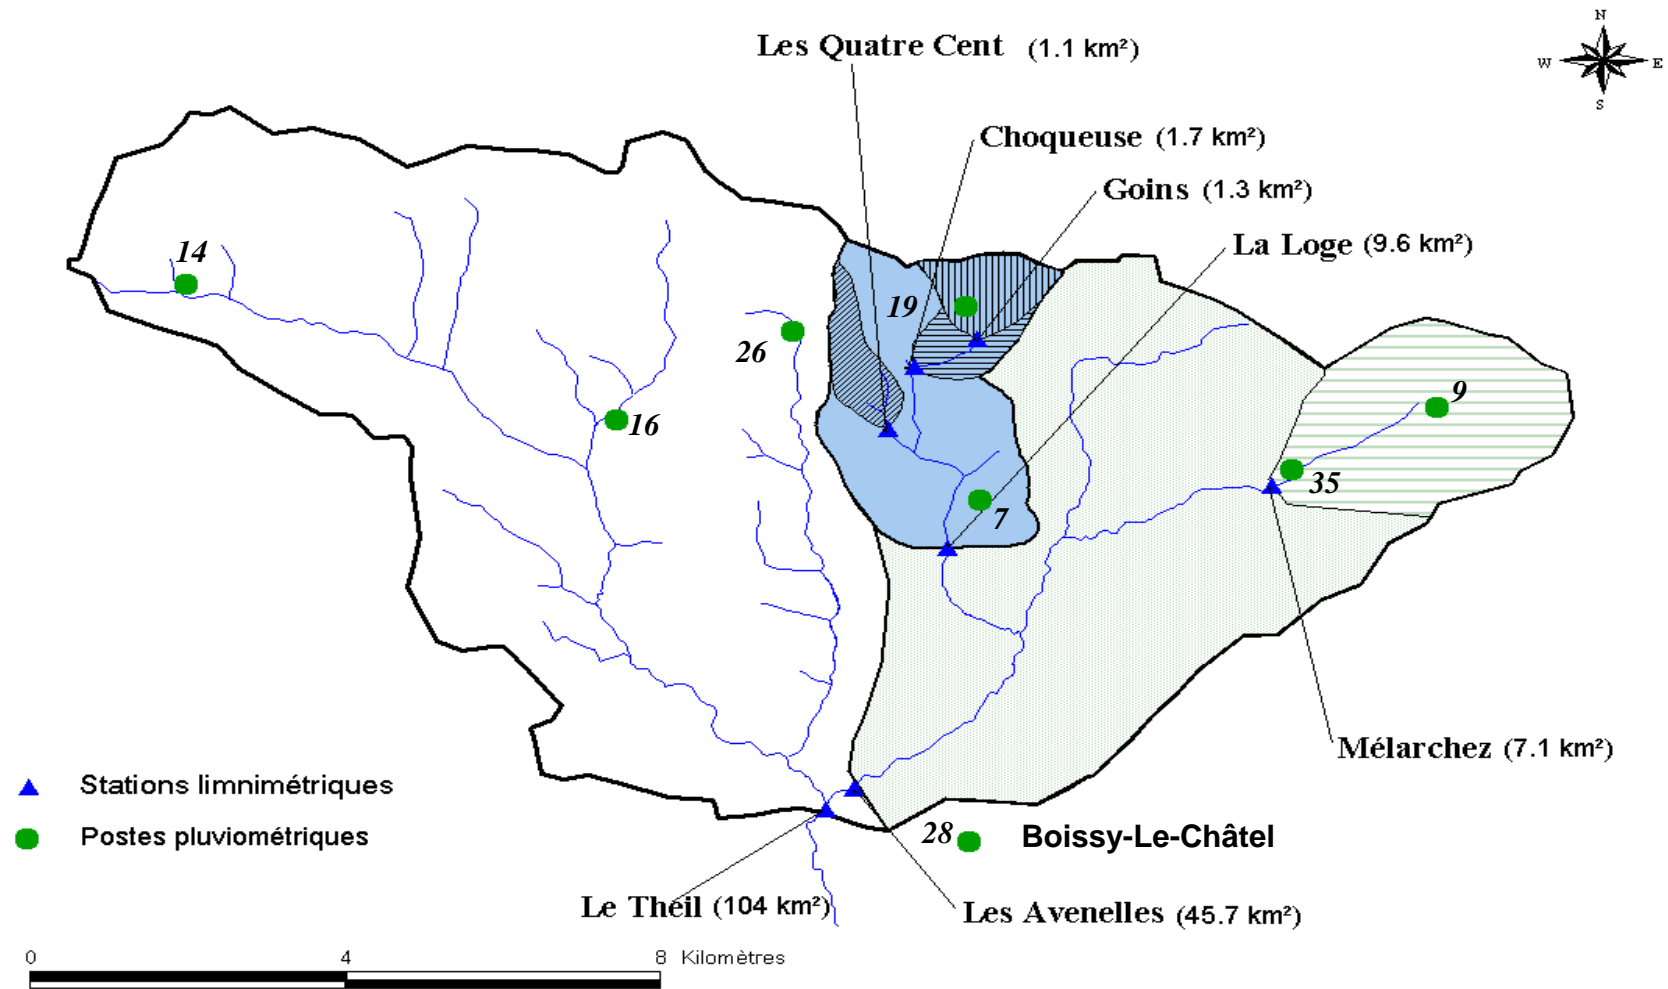 N
W E
S
Les Quatre Cent (1.1 km²)
Choqueuse (1.7 km²)
Goins (1.3 km²)
La Loge (9.6 km²)
14
19
26
16
9
35
7
Mélarchez (7.1 km²)
Stations limnimétriques
Postes pluviométriques
28 Boissy-Le-Châtel
Le Theil (104 km²)
Les Avenelles (45.7 km²)
0 4 8 Kilomètres